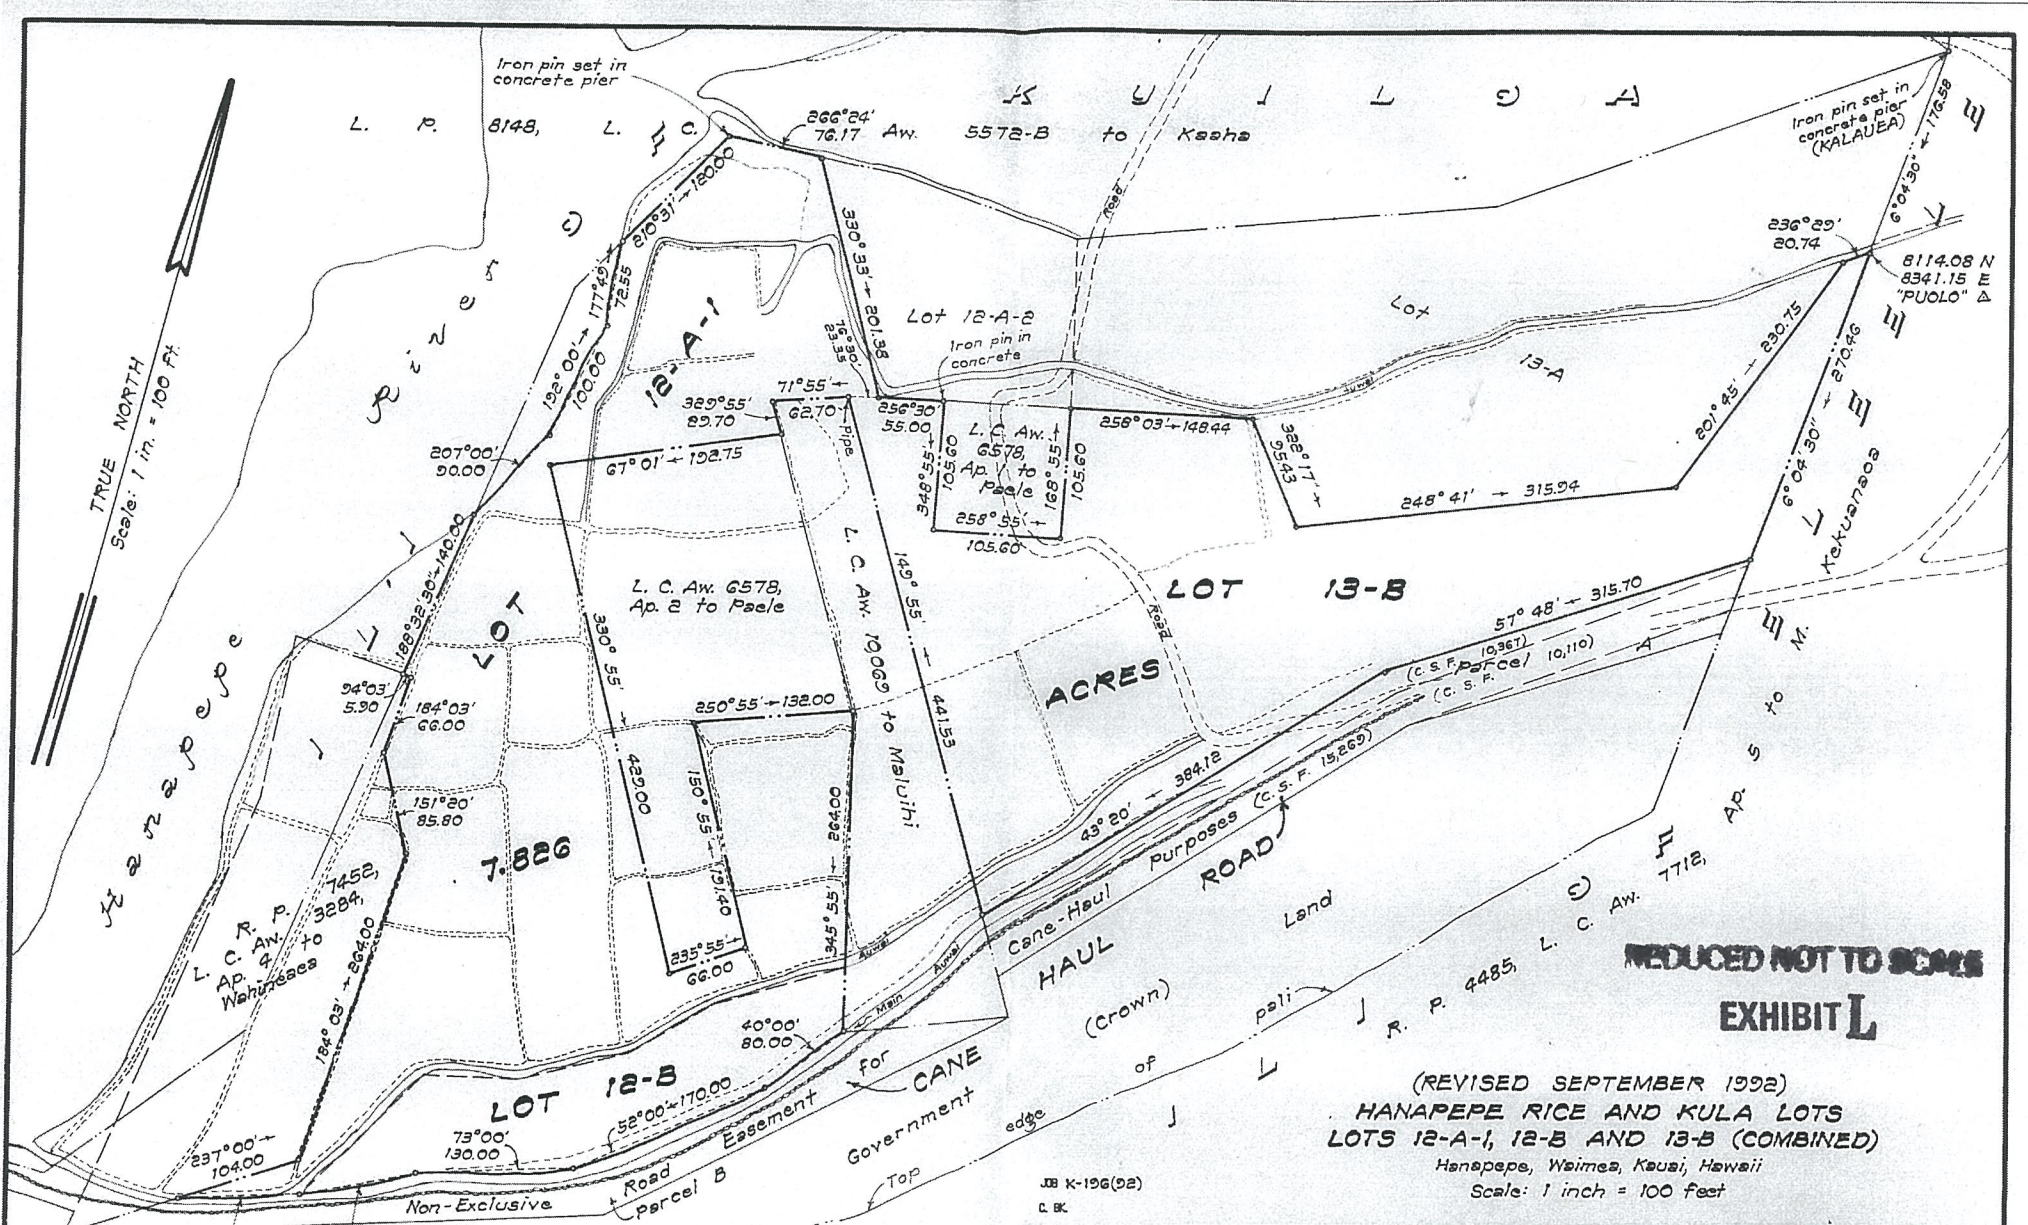 Iron pin set in
concrete pier
L. P. 8148, L. C. Aw. 5572-B to Kaaha
266°24'
76.17
Iron pin set in
concrete pier
(KALAUEA)
6°04'30" 176.58
TRUE NORTH
Scale: 1 in. = 100 ft.
210°31' 120.00
177°49'
72.55
192°00'
100.00
207°00'
90.00
188°32'30" 140.00
94°03'
5.90
184°03'
66.00
151°20'
85.80
184°03' 264.00
Hanapepe River
12-A-1
330°33' 201.38
76°30'
23.35
Lot 12-A-2
Iron pin in
concrete
Road
Lot
13-A
Auwai
236°29'
20.74
8114.08 N
8341.15 E
"PUOLO" Δ
201°45' 230.75
6°04'30" 270.46
71°55'
62.70
329°55'
29.70
67°01' 192.75
Pipe
256°30'
55.00
348°55'
105.60
L. C. Aw.
6578,
Ap. 1 to
Paele
168°55'
105.60
258°55'
105.60
258°03' 148.44
322°17'
95.43
248°41' 315.94
L. C. Aw. 6578,
Ap. 2 to Paele
L. C. Aw. 19069 to Maluihi
149°55' 441.53
LOT 13-B
Road
57°48' 315.70
(C. S. F. 10,367)
Parcel A
(C. S. F. 10,110)
LOT
7.826
ACRES
330°55' 429.00
250°55' 132.00
150°55' 191.40
345°55' 264.00
235°55'
66.00
43°20' 384.12
Auwai
Main Auwai
Cane-Haul Purposes (C. S. F. 15,269)
CANE HAUL ROAD
R. P. 7452,
L. C. Aw. 3284,
Ap. 4 to
Wahineaea
R. P. 4485, L. C. Aw. 7712, Ap. 5 to M. Kekuanaoa
Government (Crown) Land
Top edge of pali
40°00'
80.00
LOT 12-B
52°00' 170.00
73°00'
130.00
237°00'
104.00
Non-Exclusive Road Easement for
Parcel B
REDUCED NOT TO SCALE
EXHIBIT L
(REVISED SEPTEMBER 1992)
HANAPEPE RICE AND KULA LOTS
LOTS 12-A-1, 12-B AND 13-B (COMBINED)
Hanapepe, Waimea, Kauai, Hawaii
Scale: 1 inch = 100 feet
JOB K-196(92)
C. BK.